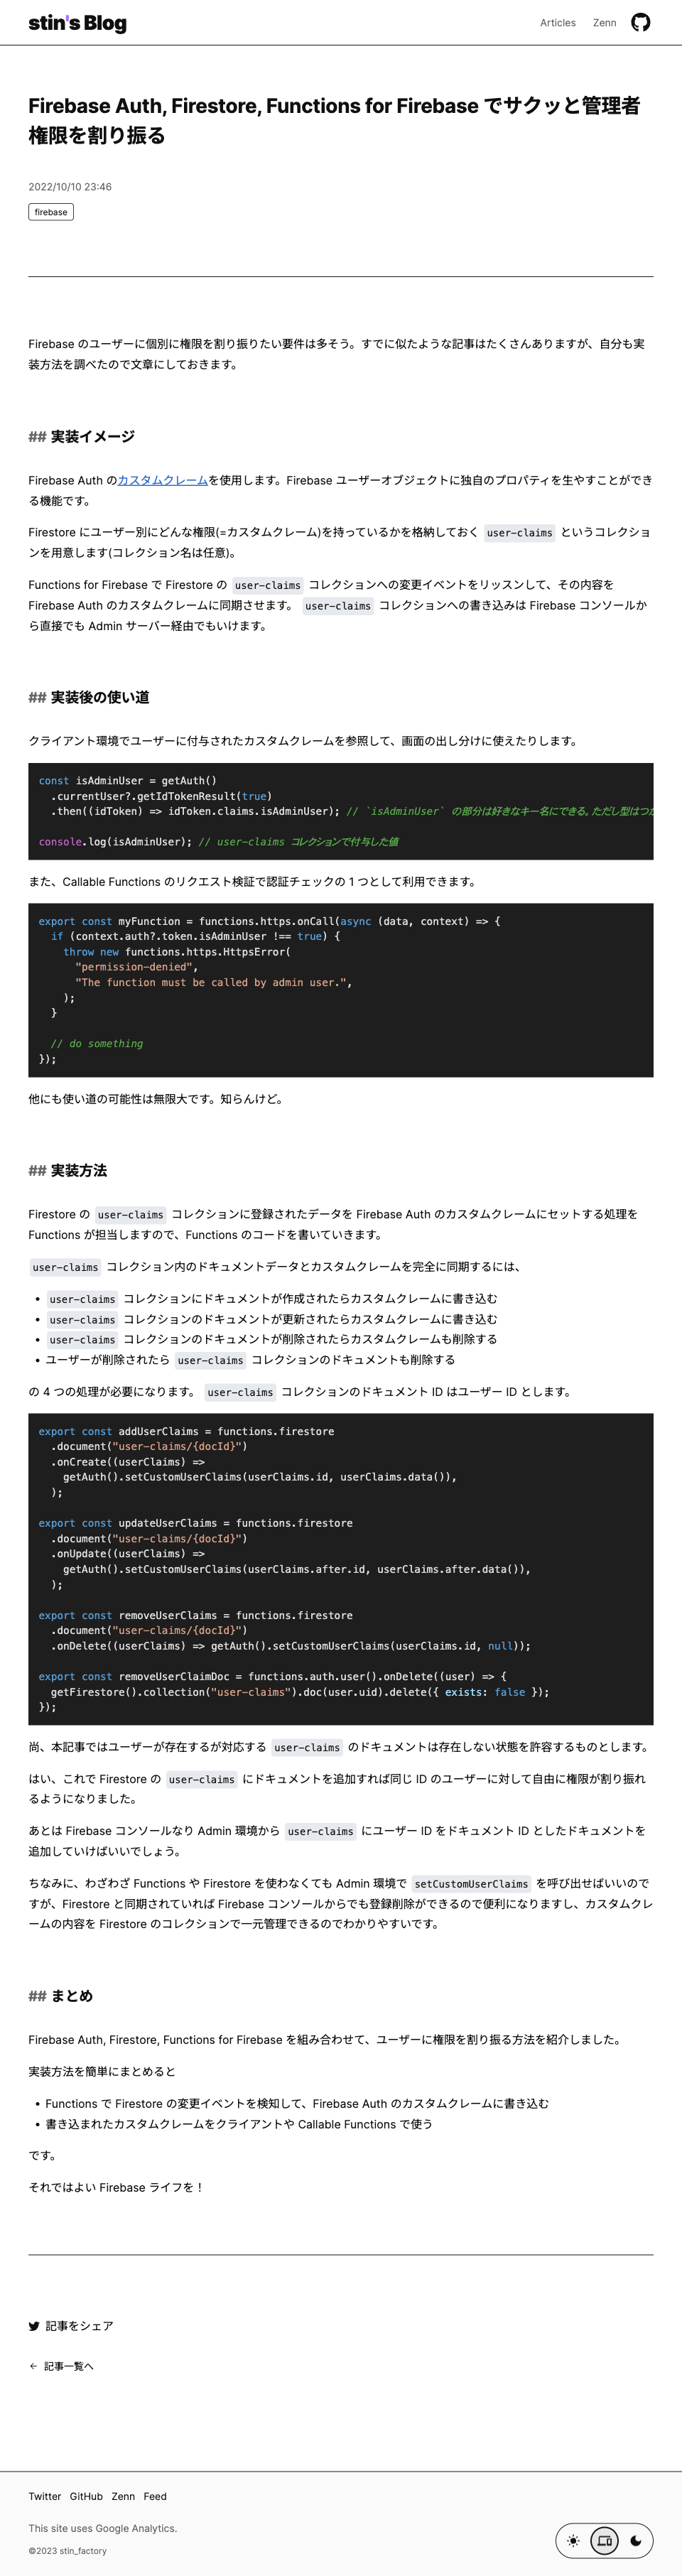 stin's Blog
Articles
Zenn
Firebase Auth, Firestore, Functions for Firebase でサクッと管理者
権限を割り振る
2022/10/10 23:46
firebase
Firebase のユーザーに個別に権限を割り振りたい要件は多そう。すでに似たような記事はたくさんありますが、自分も実
装方法を調べたので文章にしておきます。
## 実装イメージ
Firebase Auth のカスタムクレームを使用します。Firebase ユーザーオブジェクトに独自のプロパティを生やすことができ
る機能です。
Firestore にユーザー別にどんな権限(=カスタムクレーム)を持っているかを格納しておく user-claims というコレクショ
ンを用意します(コレクション名は任意)。
Functions for Firebase で Firestore の user-claims コレクションへの変更イベントをリッスンして、その内容を
Firebase Auth のカスタムクレームに同期させます。 user-claims コレクションへの書き込みは Firebase コンソールか
ら直接でも Admin サーバー経由でもいけます。
## 実装後の使い道
クライアント環境でユーザーに付与されたカスタムクレームを参照して、画面の出し分けに使えたりします。
const isAdminUser = getAuth()
  .currentUser?.getIdTokenResult(true)
  .then((idToken) => idToken.claims.isAdminUser); // `isAdminUser` の部分は好きなキー名にできる。ただし型はつか
console.log(isAdminUser); // user-claims コレクションで付与した値
また、Callable Functions のリクエスト検証で認証チェックの 1 つとして利用できます。
export const myFunction = functions.https.onCall(async (data, context) => {
  if (context.auth?.token.isAdminUser !== true) {
    throw new functions.https.HttpsError(
      "permission-denied",
      "The function must be called by admin user.",
    );
  }
  // do something
});
他にも使い道の可能性は無限大です。知らんけど。
## 実装方法
Firestore の user-claims コレクションに登録されたデータを Firebase Auth のカスタムクレームにセットする処理を
Functions が担当しますので、Functions のコードを書いていきます。
user-claims コレクション内のドキュメントデータとカスタムクレームを完全に同期するには、
• user-claims コレクションにドキュメントが作成されたらカスタムクレームに書き込む
• user-claims コレクションのドキュメントが更新されたらカスタムクレームに書き込む
• user-claims コレクションのドキュメントが削除されたらカスタムクレームも削除する
• ユーザーが削除されたら user-claims コレクションのドキュメントも削除する
の 4 つの処理が必要になります。 user-claims コレクションのドキュメント ID はユーザー ID とします。
export const addUserClaims = functions.firestore
  .document("user-claims/{docId}")
  .onCreate((userClaims) =>
    getAuth().setCustomUserClaims(userClaims.id, userClaims.data()),
  );
export const updateUserClaims = functions.firestore
  .document("user-claims/{docId}")
  .onUpdate((userClaims) =>
    getAuth().setCustomUserClaims(userClaims.after.id, userClaims.after.data()),
  );
export const removeUserClaims = functions.firestore
  .document("user-claims/{docId}")
  .onDelete((userClaims) => getAuth().setCustomUserClaims(userClaims.id, null));
export const removeUserClaimDoc = functions.auth.user().onDelete((user) => {
  getFirestore().collection("user-claims").doc(user.uid).delete({ exists: false });
});
尚、本記事ではユーザーが存在するが対応する user-claims のドキュメントは存在しない状態を許容するものとします。
はい、これで Firestore の user-claims にドキュメントを追加すれば同じ ID のユーザーに対して自由に権限が割り振れ
るようになりました。
あとは Firebase コンソールなり Admin 環境から user-claims にユーザー ID をドキュメント ID としたドキュメントを
追加していけばいいでしょう。
ちなみに、わざわざ Functions や Firestore を使わなくても Admin 環境で setCustomUserClaims を呼び出せばいいので
すが、Firestore と同期されていれば Firebase コンソールからでも登録削除ができるので便利になりますし、カスタムクレ
ームの内容を Firestore のコレクションで一元管理できるのでわかりやすいです。
## まとめ
Firebase Auth, Firestore, Functions for Firebase を組み合わせて、ユーザーに権限を割り振る方法を紹介しました。
実装方法を簡単にまとめると
• Functions で Firestore の変更イベントを検知して、Firebase Auth のカスタムクレームに書き込む
• 書き込まれたカスタムクレームをクライアントや Callable Functions で使う
です。
それではよい Firebase ライフを！
記事をシェア
← 記事一覧へ
Twitter GitHub Zenn Feed
This site uses Google Analytics.
©2023 stin_factory